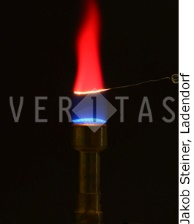 VERITAS
Jakob Steiner, Ladendorf